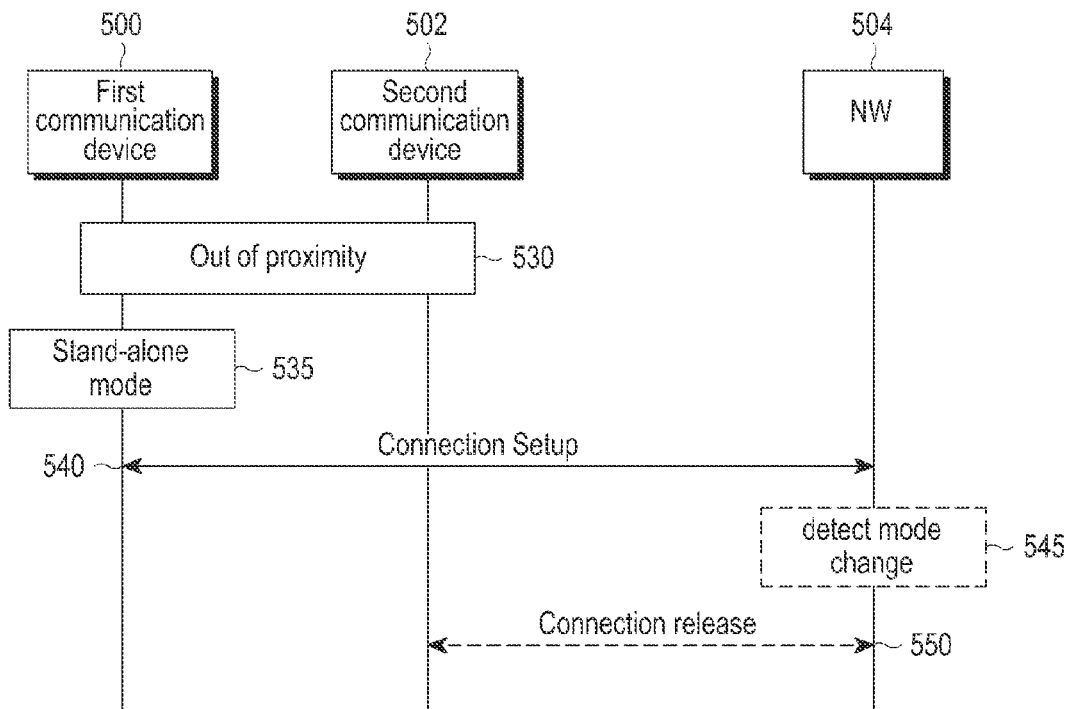 500
502
504
First
communication
device
Second
communication
device
NW
Out of proximity
530
Stand-alone
mode
535
Connection Setup
540
detect mode
change
545
Connection release
550